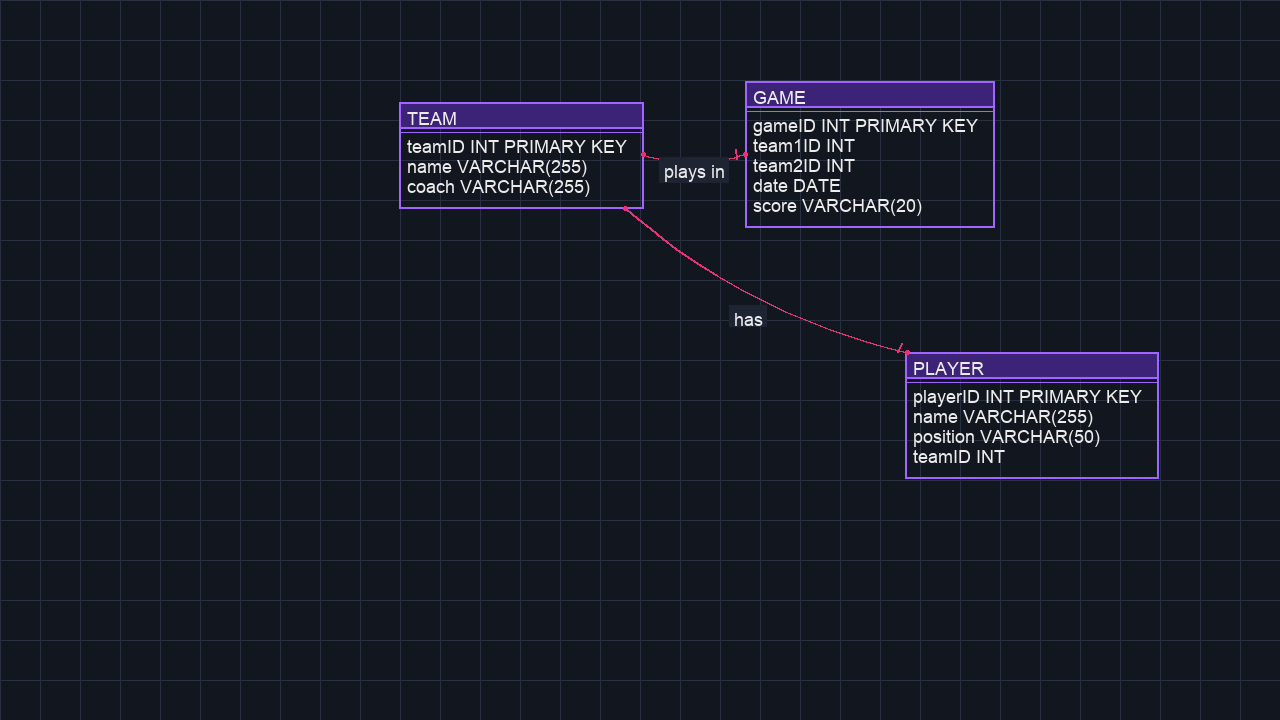 TEAM
teamID INT PRIMARY KEY
name VARCHAR(255)
coach VARCHAR(255)
plays in
GAME
gameID INT PRIMARY KEY
team1ID INT
team2ID INT
date DATE
score VARCHAR(20)
has
PLAYER
playerID INT PRIMARY KEY
name VARCHAR(255)
position VARCHAR(50)
teamID INT